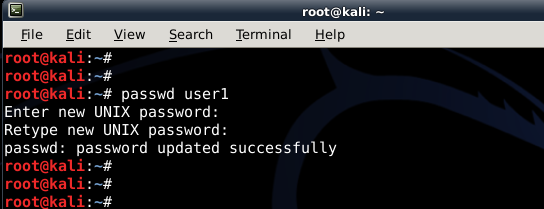 root@kali: ~
File Edit View Search Terminal Help
root@kali:~#
root@kali:~#
root@kali:~# passwd user1
Enter new UNIX password:
Retype new UNIX password:
passwd: password updated successfully
root@kali:~#
root@kali:~#
root@kali:~#